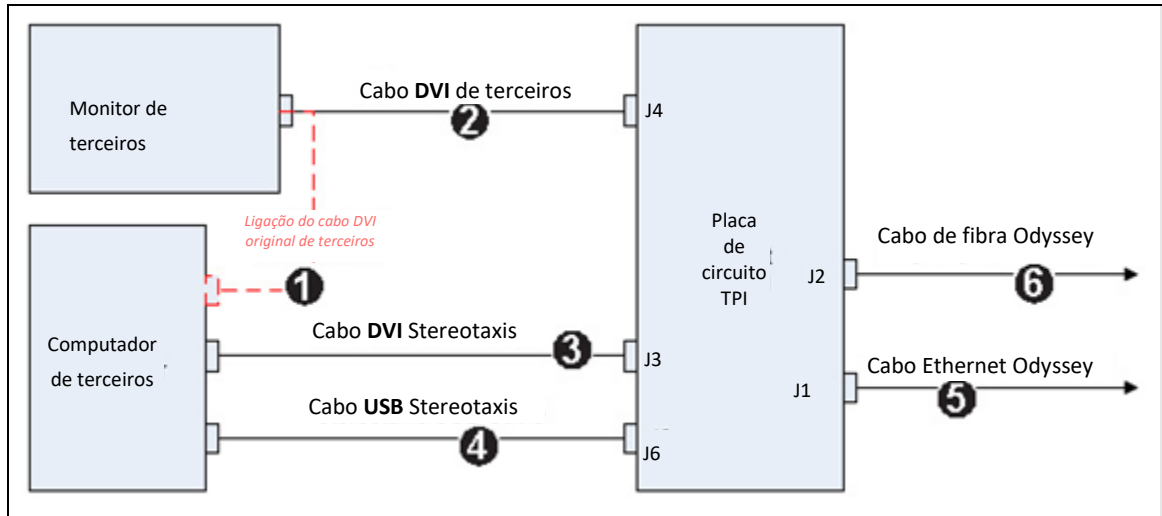 Monitor de
terceiros
Cabo DVI de terceiros
2
J4
Ligação do cabo DVI
original de terceiros
1
Placa
de
circuito
TPI
Cabo de fibra Odyssey
J2
6
Computador
de terceiros
Cabo DVI Stereotaxis
3
J3
Cabo Ethernet Odyssey
J1
5
Cabo USB Stereotaxis
4
J6